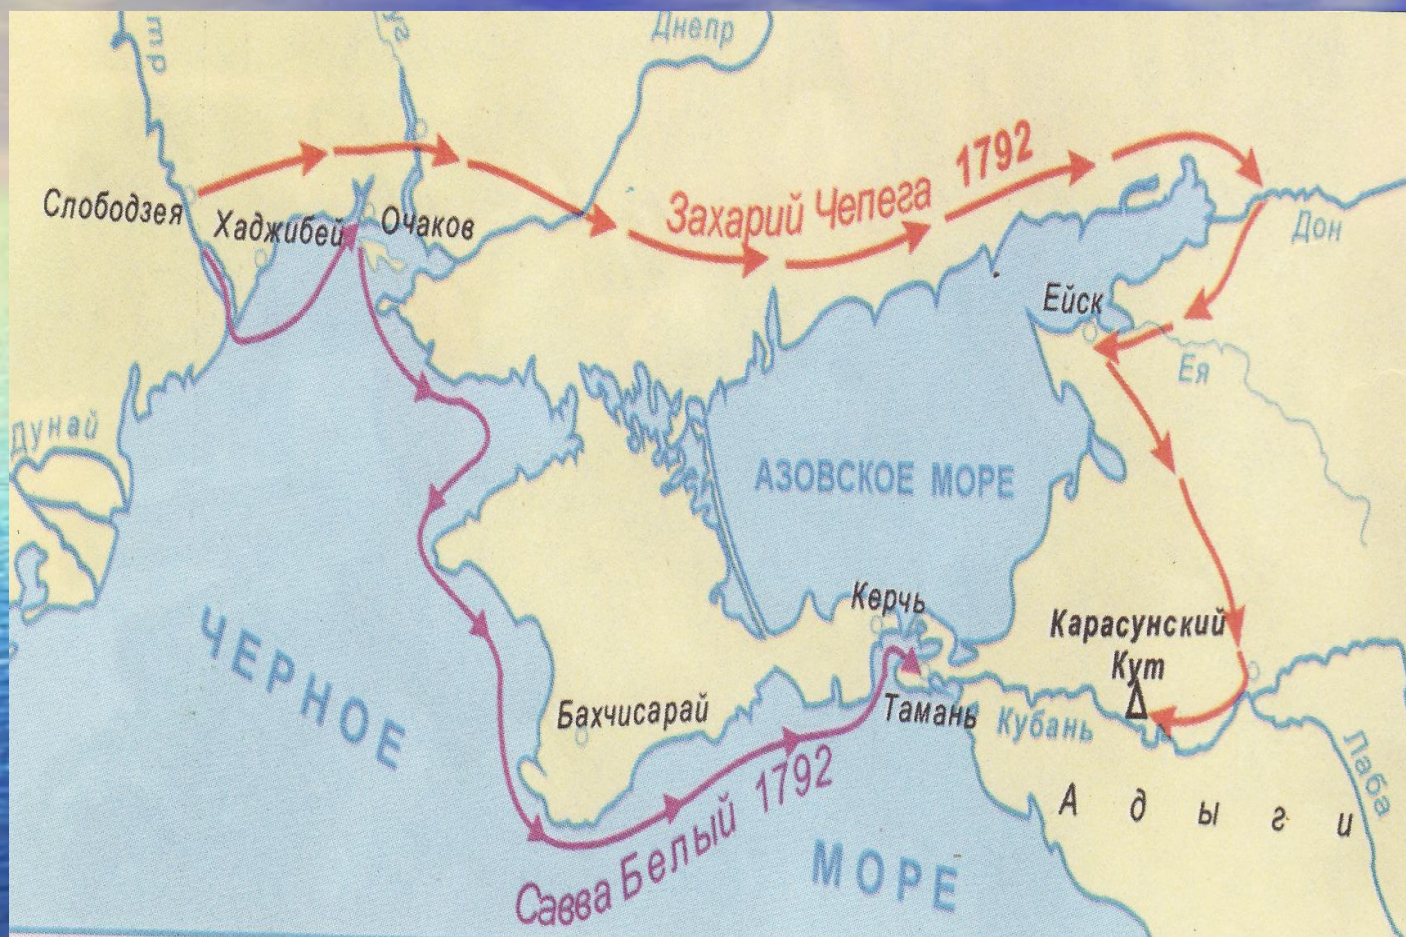 Днепр
Слободзея
Хаджибей
Очаков
Захарий Чепега 1792
Дон
Ейск
Ея
Дунай
АЗОВСКОЕ МОРЕ
Керчь
Карасунский
Кут
Бахчисарай
Тамань
Кубань
ЧЕРНОЕ
МОРЕ
Савва Белый 1792
Адыги
Лаба